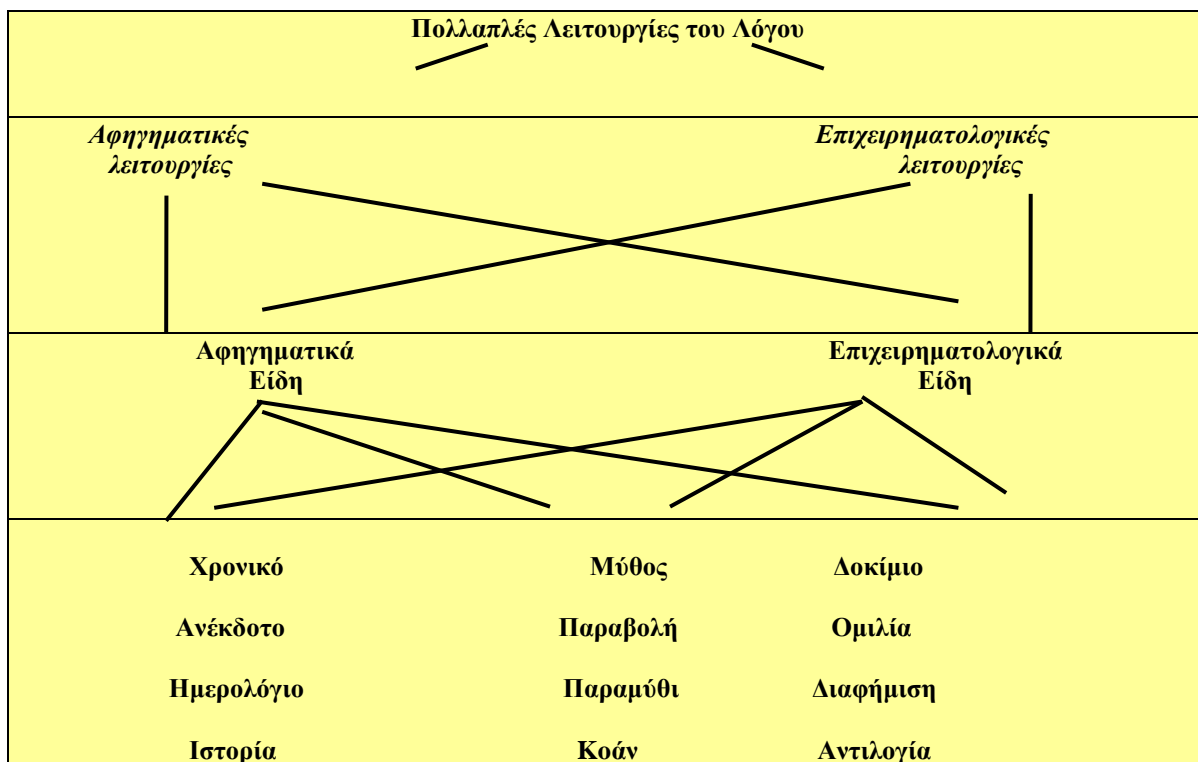 Πολλαπλές Λειτουργίες του Λόγου
Αφηγηματικές Επιχειρηματολογικές
λειτουργίες λειτουργίες
Αφηγηματικά Επιχειρηματολογικά
Είδη Είδη
Χρονικό Μύθος Δοκίμιο
Ανέκδοτο Παραβολή Ομιλία
Ημερολόγιο Παραμύθι Διαφήμιση
Ιστορία Κοάν Αντιλογία